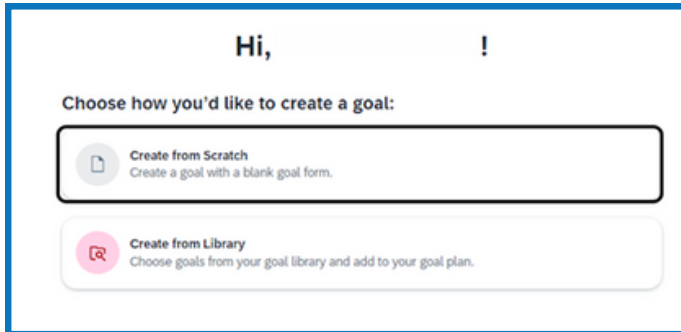 Hi, !
Choose how you'd like to create a goal:
Create from Scratch
Create a goal with a blank goal form.
Create from Library
Choose goals from your goal library and add to your goal plan.